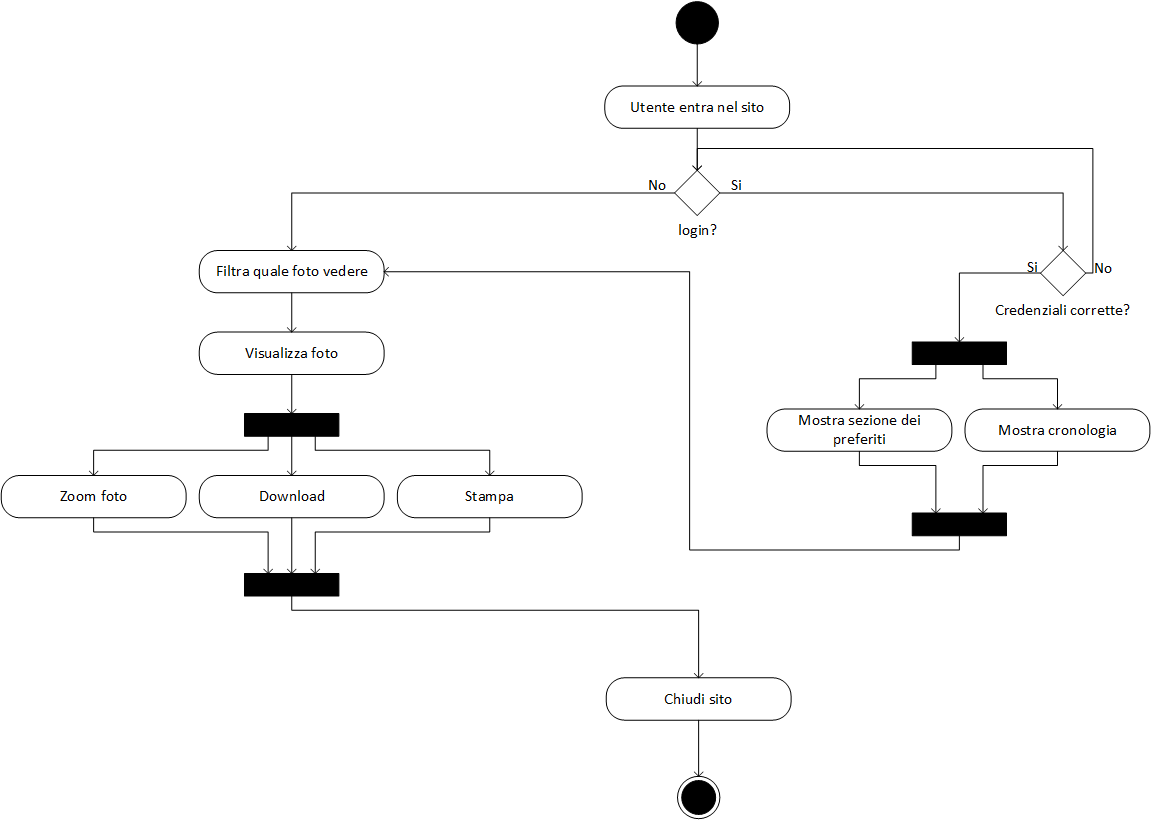 Utente entra nel sito
No
Si
login?
Filtra quale foto vedere
Si
No
Credenziali corrette?
Visualizza foto
Mostra sezione dei
preferiti
Mostra cronologia
Zoom foto
Download
Stampa
Chiudi sito